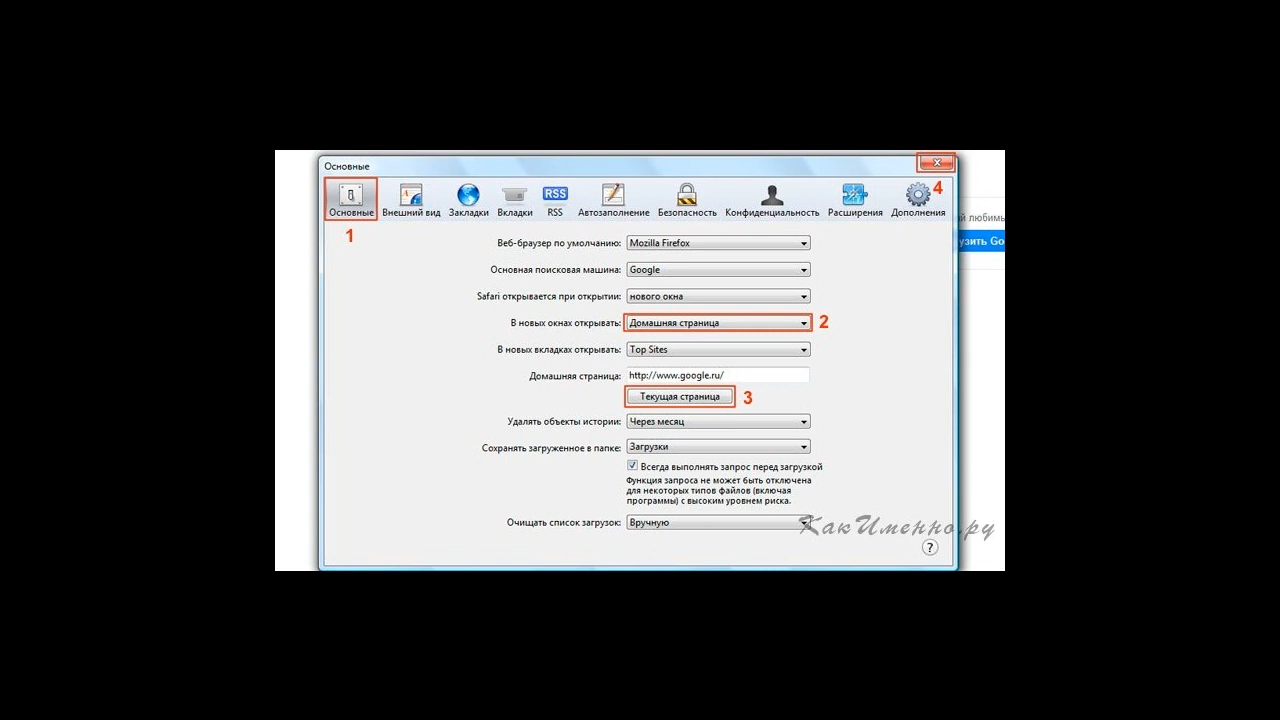 Основные
Основные Внешний вид Закладки Вкладки RSS Автозаполнение Безопасность Конфиденциальность Расширения Дополнения
RSS
4
1
Веб-браузер по умолчанию: Mozilla Firefox
Основная поисковая машина: Google
Safari открывается при открытии: нового окна
В новых окнах открывать: Домашняя страница 2
В новых вкладках открывать: Top Sites
Домашняя страница: http://www.google.ru/
Текущая страница 3
Удалять объекты истории: Через месяц
Сохранять загруженное в папке: Загрузки
Всегда выполнять запрос перед загрузкой
Функция запроса не может быть отключена
для некоторых типов файлов (включая
программы) с высоким уровнем риска.
Очищать список загрузок: Вручную
КакИменно.ру
?